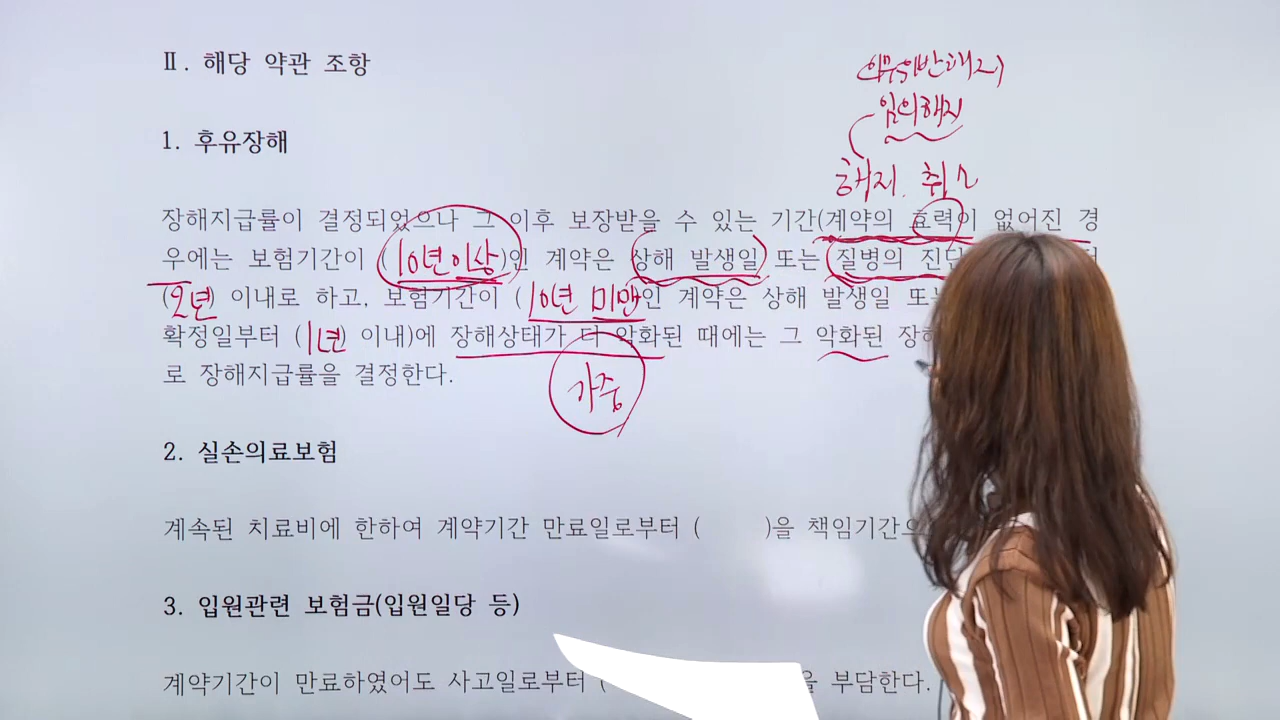 Ⅱ. 해당 약관 조항
의무위반해지
임의해지
1. 후유장해
해지, 취소
장해지급률이 결정되었으나 그 이후 보장받을 수 있는 기간(계약의 효력이 없어진 경
우에는 보험기간이 (10년이상)인 계약은 상해 발생일 또는 질병의 진단
(2년) 이내로 하고, 보험기간이 (10년 미만인 계약은 상해 발생일 또는
확정일부터 (1년) 이내)에 장해상태가 더 악화된 때에는 그 악화된 장해
로 장해지급률을 결정한다.
가중
2. 실손의료보험
계속된 치료비에 한하여 계약기간 만료일로부터 ( )을 책임기간으
3. 입원관련 보험금(입원일당 등)
계약기간이 만료하였어도 사고일로부터 ( 을 부담한다.